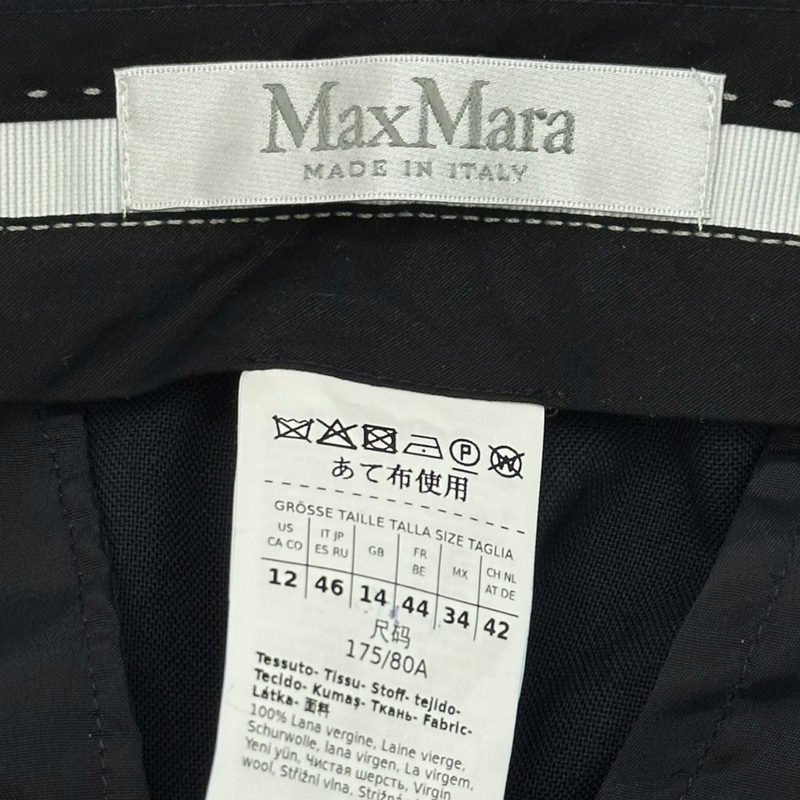 MaxMara
MADE IN ITALY
P W
あて布使用
GRÖSSE TAILLE TALLA SIZE TAGLIA
US CA CO IT JP ES RU GB FR BE MX CH NL AT DE
12 46 14 44 34 42
尺码
175/80A
Tessuto- Tissu- Stoff- tejido-
Tecido- Kumaş- Ткань- Fabric-
Látka- 面料
100% Lana vergine, Laine vierge,
Schurwolle, lana virgen, La virgem,
Yeni yün, Чистая шерсть, Virgin
wool, Střižní vlna,